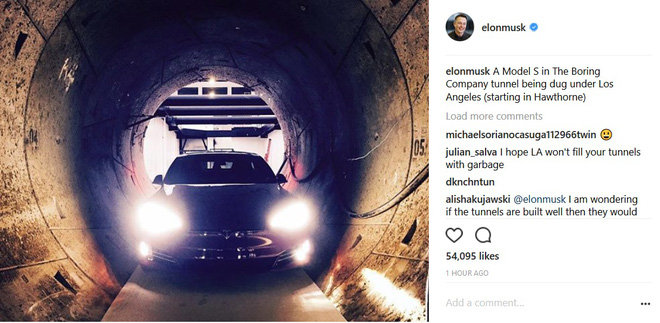 elonmusk
elonmusk A Model S in The Boring
Company tunnel being dug under Los
Angeles (starting in Hawthorne)
Load more comments
michaelsorianocasuga112966twin 😃
julian_salva I hope LA won't fill your tunnels
with garbage
dknchntun
alishakujawski @elonmusk I am wondering
if the tunnels are built well then they would
54,095 likes
1 HOUR AGO
Add a comment...